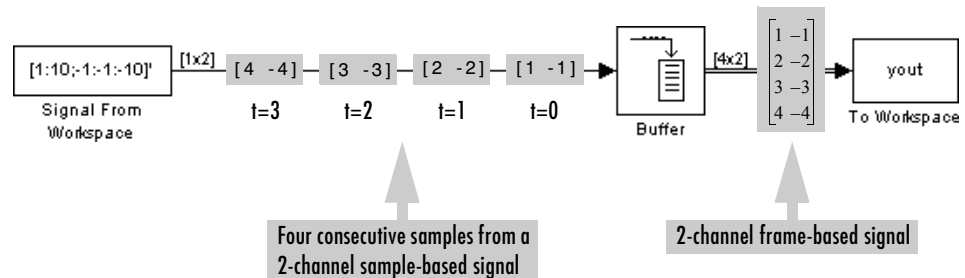 [1:10;-1:-1:-10]'
Signal From
Workspace
[1x2]
[4 -4]
[3 -3]
[2 -2]
[1 -1]
t=3
t=2
t=1
t=0
Buffer
[4x2]
1 -1
2 -2
3 -3
4 -4
yout
To Workspace
Four consecutive samples from a
2-channel sample-based signal
2-channel frame-based signal